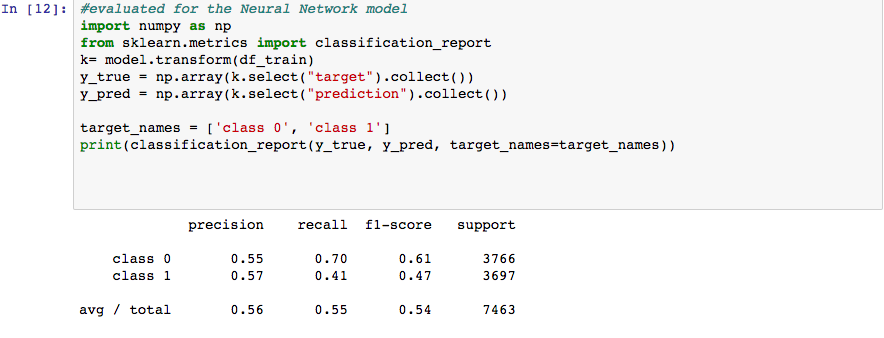 In [12]: #evaluated for the Neural Network model
import numpy as np
from sklearn.metrics import classification_report
k= model.transform(df_train)
y_true = np.array(k.select("target").collect())
y_pred = np.array(k.select("prediction").collect())
target_names = ['class 0', 'class 1']
print(classification_report(y_true, y_pred, target_names=target_names))
precision recall f1-score support
class 0 0.55 0.70 0.61 3766
class 1 0.57 0.41 0.47 3697
avg / total 0.56 0.55 0.54 7463